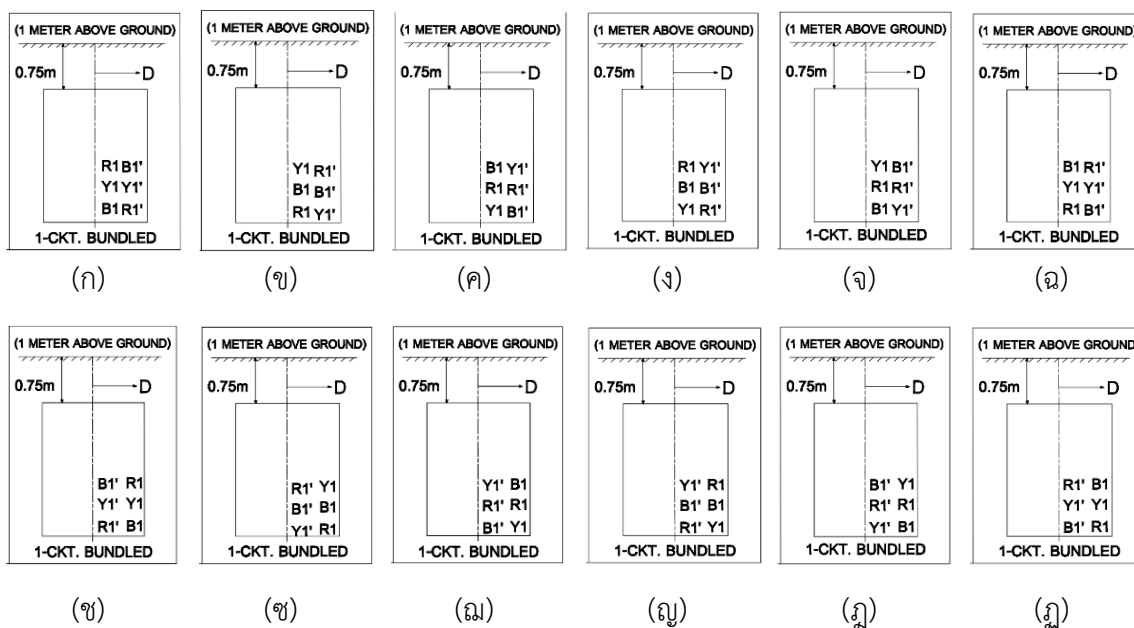 (1 METER ABOVE GROUND) (1 METER ABOVE GROUND) (1 METER ABOVE GROUND) (1 METER ABOVE GROUND) (1 METER ABOVE GROUND) (1 METER ABOVE GROUND)
0.75m D 0.75m D 0.75m D 0.75m D 0.75m D 0.75m D
R1 B1' Y1 R1' B1 Y1' R1 Y1' Y1 B1' B1 R1'
Y1 Y1' B1 B1' R1 R1' B1 B1' R1 R1' Y1 Y1'
B1 R1' R1 Y1' Y1 B1' Y1 R1' B1 Y1' R1 B1'
1-CKT. BUNDLED 1-CKT. BUNDLED 1-CKT. BUNDLED 1-CKT. BUNDLED 1-CKT. BUNDLED 1-CKT. BUNDLED
(ก) (ข) (ค) (ง) (จ) (ฉ)
(1 METER ABOVE GROUND) (1 METER ABOVE GROUND) (1 METER ABOVE GROUND) (1 METER ABOVE GROUND) (1 METER ABOVE GROUND) (1 METER ABOVE GROUND)
0.75m D 0.75m D 0.75m D 0.75m D 0.75m D 0.75m D
B1' R1 R1' Y1 Y1' B1 Y1' R1 B1' Y1 R1' B1
Y1' Y1 B1' B1 R1' R1 B1' B1 R1' R1 Y1' Y1
R1' B1 Y1' R1 B1' Y1 R1' Y1 Y1' B1 B1' R1
1-CKT. BUNDLED 1-CKT. BUNDLED 1-CKT. BUNDLED 1-CKT. BUNDLED 1-CKT. BUNDLED 1-CKT. BUNDLED
(ช) (ซ) (ฌ) (ญ) (ฎ) (ฏ)